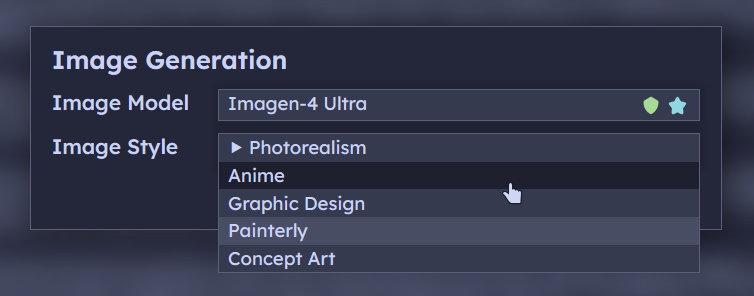 Image Generation
Image Model
Imagen-4 Ultra
Image Style
Photorealism
Anime
Graphic Design
Painterly
Concept Art